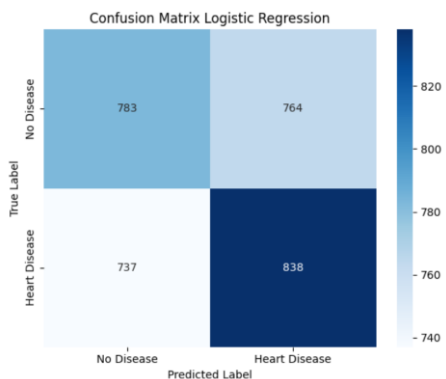 Confusion Matrix Logistic Regression
No Disease
783
764
Heart Disease
737
838
True Label
No Disease
Heart Disease
Predicted Label
820
800
780
760
740